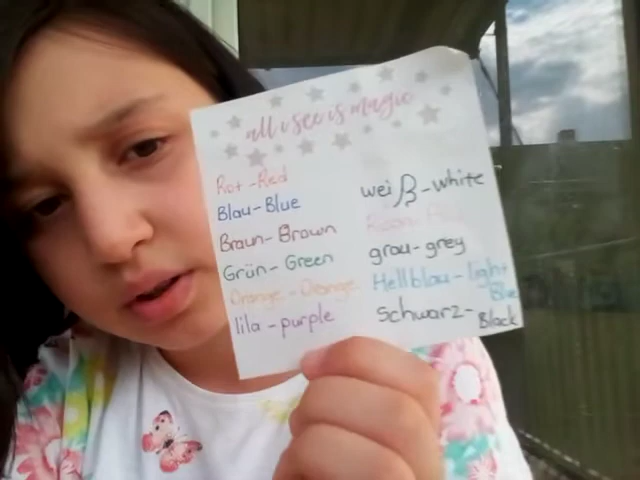 all i see is magic
Rot - Red
Blau - Blue
Braun - Brown
Grün - Green
Orange - Orange
lila - purple
weiß - white
grau - grey
Hellblau - light
Blue
schwarz - Black